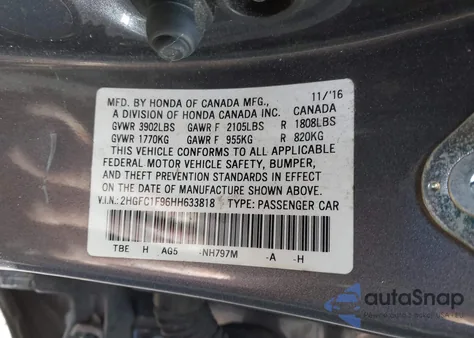 MFD. BY HONDA OF CANADA MFG., 11/'16
A DIVISION OF HONDA CANADA INC. CANADA
GVWR 3902LBS GAWR F 2105LBS R 1808LBS
GVWR 1770KG GAWR F 955KG R 820KG
THIS VEHICLE CONFORMS TO ALL APPLICABLE
FEDERAL MOTOR VEHICLE SAFETY, BUMPER,
AND THEFT PREVENTION STANDARDS IN EFFECT
ON THE DATE OF MANUFACTURE SHOWN ABOVE.
V.I.N.: 2HGFC1F96HH633818 TYPE: PASSENGER CAR
TBE H AG5 -NH797M -A -H
autoSnap